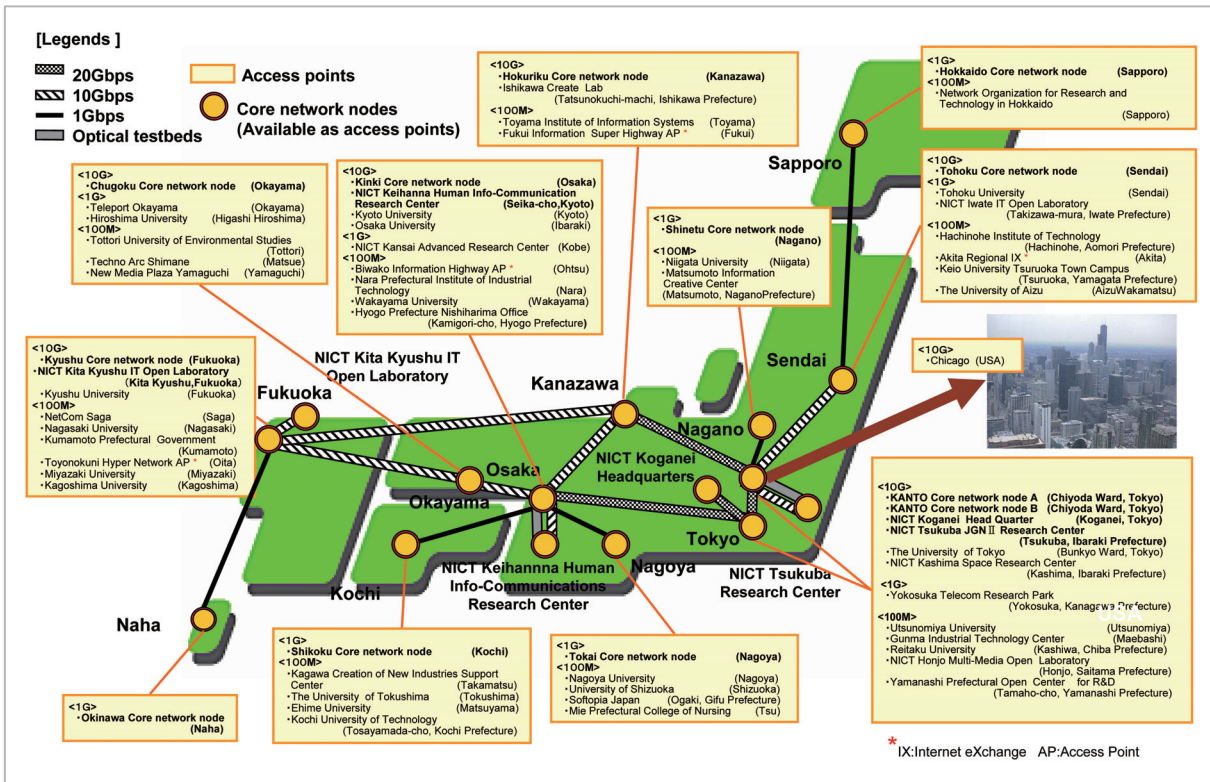 [Legends ]
20Gbps
10Gbps
1Gbps
Optical testbeds
Access points
Core network nodes
(Available as access points)
<10G>
・Hokuriku Core network node (Kanazawa)
・Ishikawa Create Lab
(Tatsunokuchi-machi, Ishikawa Prefecture)
<100M>
・Toyama Institute of Information Systems (Toyama)
・Fukui Information Super Highway AP * (Fukui)
<1G>
・Hokkaido Core network node (Sapporo)
<100M>
・Network Organization for Research and
Technology in Hokkaido
(Sapporo)
<10G>
・Chugoku Core network node (Okayama)
<1G>
・Teleport Okayama (Okayama)
・Hiroshima University (Higashi Hiroshima)
<100M>
・Tottori University of Environmental Studies
(Tottori)
・Techno Arc Shimane (Matsue)
・New Media Plaza Yamaguchi (Yamaguchi)
<10G>
・Kinki Core network node (Osaka)
・NICT Keihanna Human Info-Communication
Research Center (Seika-cho,Kyoto)
・Kyoto University (Kyoto)
・Osaka University (Ibaraki)
<1G>
・NICT Kansai Advanced Research Center (Kobe)
<100M>
・Biwako Information Highway AP * (Ohtsu)
・Nara Prefectural Institute of Industrial
Technology (Nara)
・Wakayama University (Wakayama)
・Hyogo Prefecture Nishiharima Office
(Kamigori-cho, Hyogo Prefecture)
<1G>
・Shinetu Core network node
(Nagano)
<100M>
・Niigata University (Niigata)
・Matsumoto Information
Creative Center
(Matsumoto, NaganoPrefecture)
<10G>
・Tohoku Core network node (Sendai)
<1G>
・Tohoku University (Sendai)
・NICT Iwate IT Open Laboratory
(Takizawa-mura, Iwate Prefecture)
<100M>
・Hachinohe Institute of Technology
(Hachinohe, Aomori Prefecture)
・Akita Regional IX * (Akita)
・Keio University Tsuruoka Town Campus
(Tsuruoka, Yamagata Prefecture)
・The University of Aizu (AizuWakamatsu)
<10G>
・Kyushu Core network node (Fukuoka)
・NICT Kita Kyushu IT Open Laboratory
(Kita Kyushu,Fukuoka)
・Kyushu University (Fukuoka)
<100M>
・NetCom Saga (Saga)
・Nagasaki University (Nagasaki)
・Kumamoto Prefectural Government
(Kumamoto)
・Toyonokuni Hyper Network AP * (Oita)
・Miyazaki University (Miyazaki)
・Kagoshima University (Kagoshima)
<10G>
・Chicago (USA)
Sapporo
Sendai
NICT Kita Kyushu IT
Open Laboratory
Fukuoka
Kanazawa
Nagano
NICT Koganei
Headquarters
Osaka
Okayama
Tokyo
Kochi
NICT Keihannna Human
Info-Communications
Research Center
Nagoya
NICT Tsukuba
Research Center
Naha
<10G>
・KANTO Core network node A (Chiyoda Ward, Tokyo)
・KANTO Core network node B (Chiyoda Ward, Tokyo)
・NICT Koganei Head Quarter (Koganei, Tokyo)
・NICT Tsukuba JGNⅡ Research Center
(Tsukuba, Ibaraki Prefecture)
・The University of Tokyo (Bunkyo Ward, Tokyo)
・NICT Kashima Space Research Center
(Kashima, Ibaraki Prefecture)
<1G>
・Yokosuka Telecom Research Park
(Yokosuka, Kanagawa Prefecture)
USA
<100M>
・Utsunomiya University (Utsunomiya)
・Gunma Industrial Technology Center (Maebashi)
・Reitaku University (Kashiwa, Chiba Prefecture)
・NICT Honjo Multi-Media Open Laboratory
(Honjo, Saitama Prefecture)
・Yamanashi Prefectural Open Center for R&D
(Tamaho-cho, Yamanashi Prefecture)
<1G>
・Okinawa Core network node
(Naha)
<1G>
・Shikoku Core network node (Kochi)
<100M>
・Kagawa Creation of New Industries Support
Center (Takamatsu)
・The University of Tokushima (Tokushima)
・Ehime University (Matsuyama)
・Kochi University of Technology
(Tosayamada-cho, Kochi Prefecture)
<1G>
・Tokai Core network node (Nagoya)
<100M>
・Nagoya University (Nagoya)
・University of Shizuoka (Shizuoka)
・Softopia Japan (Ogaki, Gifu Prefecture)
・Mie Prefectural College of Nursing (Tsu)
*IX:Internet eXchange AP:Access Point